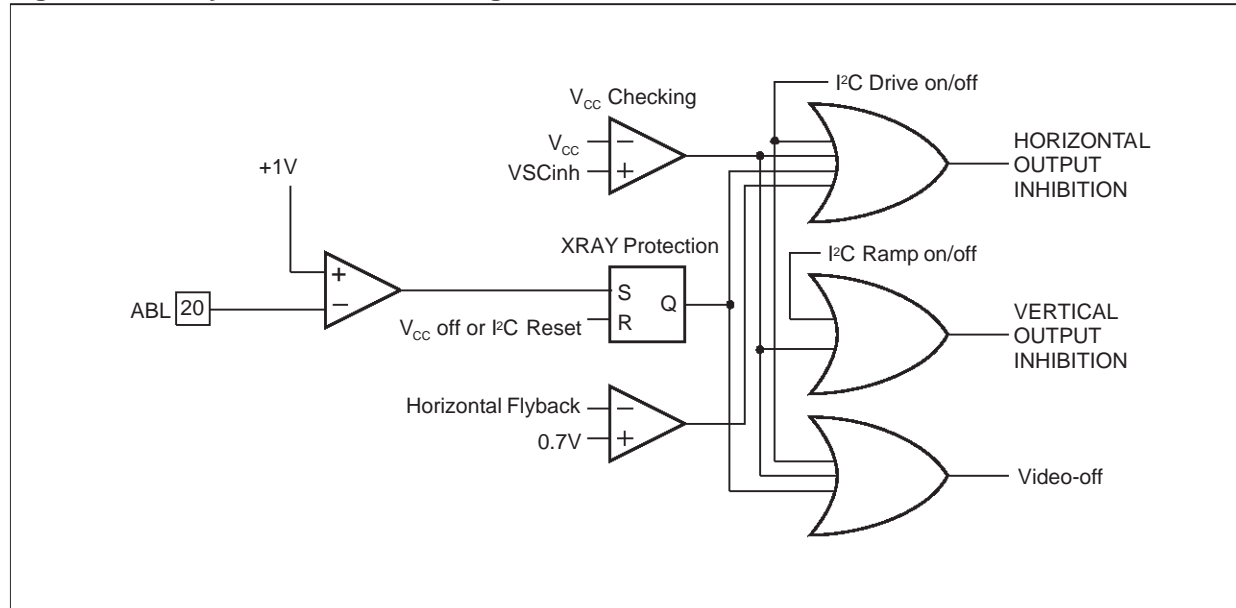 I²C Drive on/off
V_CC Checking
V_CC
−
VSCinh
+
HORIZONTAL
OUTPUT
INHIBITION
+1V
XRAY Protection
+
−
ABL 20
S
Q
R
V_CC off or I²C Reset
I²C Ramp on/off
VERTICAL
OUTPUT
INHIBITION
Horizontal Flyback
−
0.7V
+
Video-off